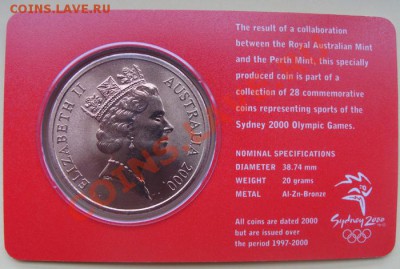 COINS.ЛАВЕ.RU
The result of a collaboration
between the Royal Australian Mint
and the Perth Mint, this specially
produced coin is part of a
collection of 28 commemorative
coins representing sports of the
Sydney 2000 Olympic Games.
ELIZABETH II
AUSTRALIA 2000
NOMINAL SPECIFICATIONS
DIAMETER 38.74 mm
WEIGHT 20 grams
METAL Al-Zn-Bronze
All coins are dated 2000
but are issued over
the period 1997-2000
Sydney 2000